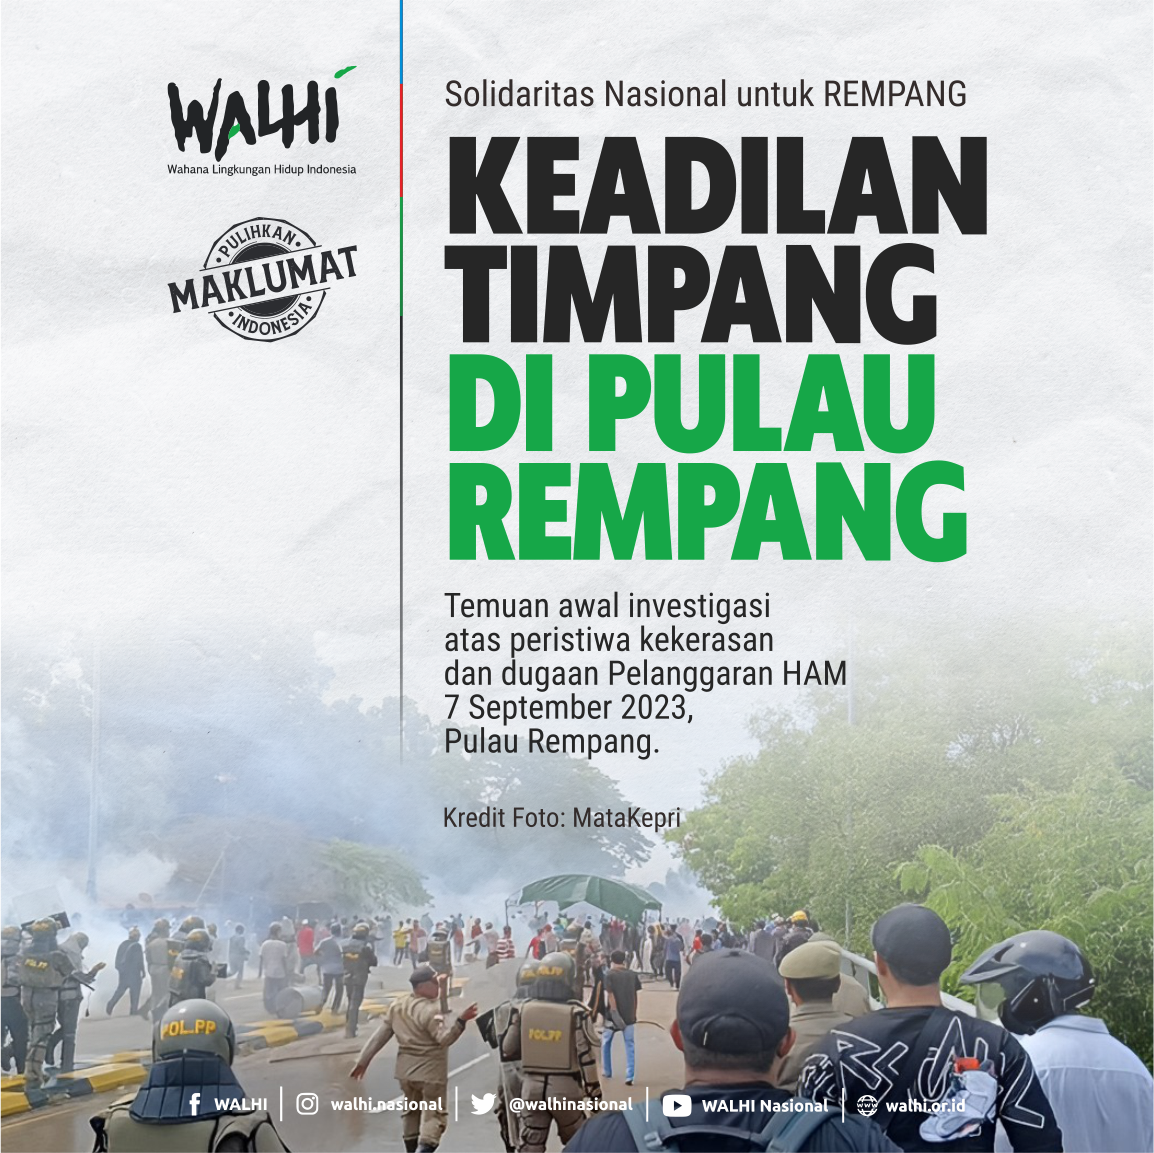 WALHI
Wahana Lingkungan Hidup Indonesia
PULIHKAN
MAKLUMAT
INDONESIA
Solidaritas Nasional untuk REMPANG
KEADILAN
TIMPANG
DI PULAU
REMPANG
Temuan awal investigasi
atas peristiwa kekerasan
dan dugaan Pelanggaran HAM
7 September 2023,
Pulau Rempang.
Kredit Foto: MataKepri
POL.PP
POL.PP
POL.PP
WALHI
walhi.nasional
@walhinasional
WALHI Nasional
walhi.or.id